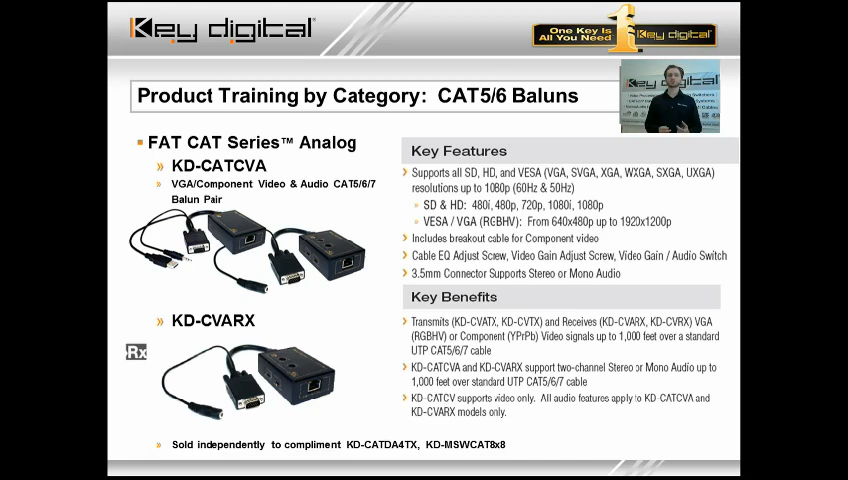 Key digital®
One Key Is
All You Need
1
Key digital
Product Training by Category: CAT5/6 Baluns
Key digital
FAT CAT Series™ Analog
» KD-CATCVA
» VGA/Component Video & Audio CAT5/6/7
Balun Pair
» KD-CVARX
Rx
» Sold independently to compliment KD-CATDA4TX, KD-MSWCAT8x8
Key Features
Supports all SD, HD, and VESA (VGA, SVGA, XGA, WXGA, SXGA, UXGA)
resolutions up to 1080p (60Hz & 50Hz)
» SD & HD: 480i, 480p, 720p, 1080i, 1080p
» VESA / VGA (RGBHV): From 640x480p up to 1920x1200p
Includes breakout cable for Component video
Cable EQ Adjust Screw, Video Gain Adjust Screw, Video Gain / Audio Switch
3.5mm Connector Supports Stereo or Mono Audio
Key Benefits
Transmits (KD-CVATX, KD-CVTX) and Receives (KD-CVARX, KD-CVRX) VGA
(RGBHV) or Component (YPrPb) Video signals up to 1,000 feet over a standard
UTP CAT5/6/7 cable
KD-CATCVA and KD-CVARX support two-channel Stereo or Mono Audio up to
1,000 feet over standard UTP CAT5/6/7 cable
KD-CATCV supports video only. All audio features apply to KD-CATCVA and
KD-CVARX models only.